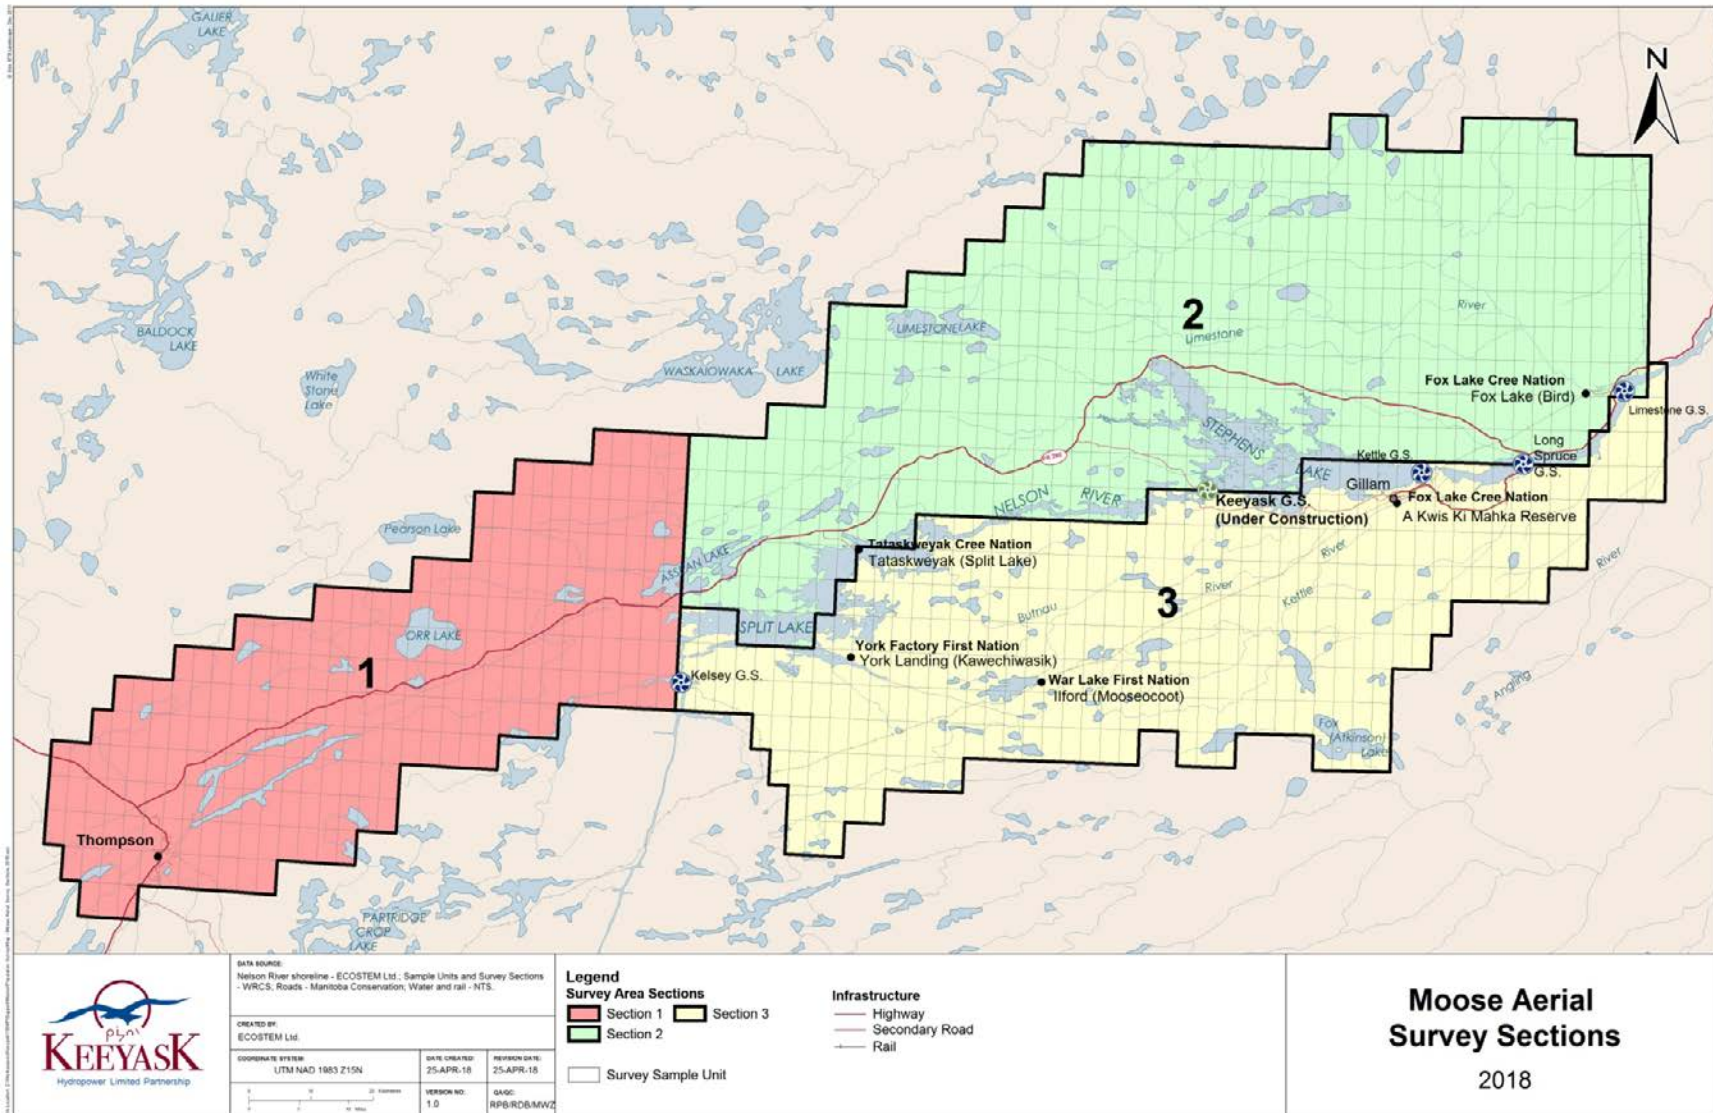 GAUER
LAKE
N
BALDOCK
LAKE
White
Stone
Lake
WASKAIOWAKA LAKE
LIMESTONE LAKE
2
Limestone
River
Fox Lake Cree Nation
Fox Lake (Bird)
Limestone G.S.
STEPHENS
LAKE
Kettle G.S.
Long
Spruce
G.S.
Gillam
Fox Lake Cree Nation
A Kwis Ki Mahka Reserve
PR 280
NELSON RIVER
Keeyask G.S.
(Under Construction)
Pearson Lake
ASSEAN LAKE
Tataskweyak Cree Nation
Tataskweyak (Split Lake)
River
River
Kettle
River
Butnau
3
ORR LAKE
SPLIT LAKE
1
York Factory First Nation
York Landing (Kawechiwasik)
Kelsey G.S.
War Lake First Nation
Ilford (Mooseocoot)
Angling
Fox
(Atkinson)
Lake
Thompson
PARTRIDGE
CROP
LAKE
KEEYASK
Hydropower Limited Partnership
DATA SOURCE:
Nelson River shoreline - ECOSTEM Ltd.; Sample Units and Survey Sections
- WRCS; Roads - Manitoba Conservation; Water and rail - NTS.
CREATED BY:
ECOSTEM Ltd.
COORDINATE SYSTEM:
UTM NAD 1983 Z15N
DATE CREATED:
25-APR-18
REVISION DATE:
25-APR-18
VERSION NO:
1.0
QA/QC:
RPB/RDB/MWZ
Legend
Survey Area Sections
Section 1
Section 3
Section 2
Survey Sample Unit
Infrastructure
Highway
Secondary Road
Rail
Moose Aerial
Survey Sections
2018